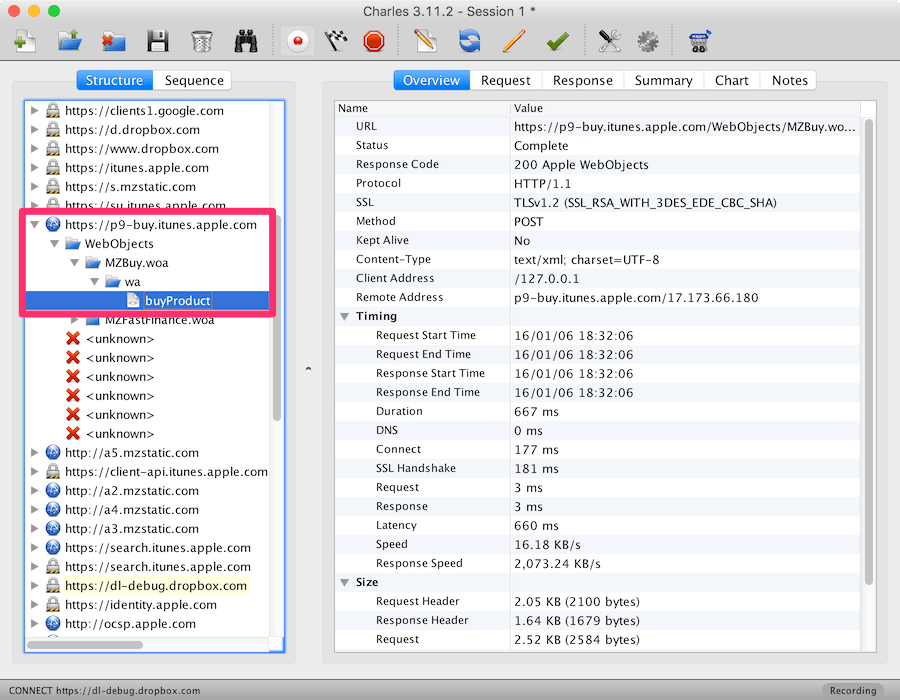 Charles 3.11.2 - Session 1 *
Structure
Sequence
https://clients1.google.com
https://d.dropbox.com
https://www.dropbox.com
https://itunes.apple.com
https://s.mzstatic.com
https://su.itunes.apple.com
https://p9-buy.itunes.apple.com
WebObjects
MZBuy.woa
wa
buyProduct
MZFastFinance.woa
<unknown>
<unknown>
<unknown>
<unknown>
<unknown>
<unknown>
http://a5.mzstatic.com
https://client-api.itunes.apple.com
http://a2.mzstatic.com
http://a4.mzstatic.com
http://a3.mzstatic.com
http://search.itunes.apple.com
https://search.itunes.apple.com
https://dl-debug.dropbox.com
https://identity.apple.com
http://ocsp.apple.com
Overview
Request
Response
Summary
Chart
Notes
Name Value
URL https://p9-buy.itunes.apple.com/WebObjects/MZBuy.wo...
Status Complete
Response Code 200 Apple WebObjects
Protocol HTTP/1.1
SSL TLSv1.2 (SSL_RSA_WITH_3DES_EDE_CBC_SHA)
Method POST
Kept Alive No
Content-Type text/xml; charset=UTF-8
Client Address /127.0.0.1
Remote Address p9-buy.itunes.apple.com/17.173.66.180
Timing
Request Start Time 16/01/06 18:32:06
Request End Time 16/01/06 18:32:06
Response Start Time 16/01/06 18:32:06
Response End Time 16/01/06 18:32:06
Duration 667 ms
DNS 0 ms
Connect 177 ms
SSL Handshake 181 ms
Request 3 ms
Response 3 ms
Latency 660 ms
Speed 16.18 KB/s
Response Speed 2,073.24 KB/s
Size
Request Header 2.05 KB (2100 bytes)
Response Header 1.64 KB (1679 bytes)
Request 2.52 KB (2584 bytes)
CONNECT https://dl-debug.dropbox.com
Recording